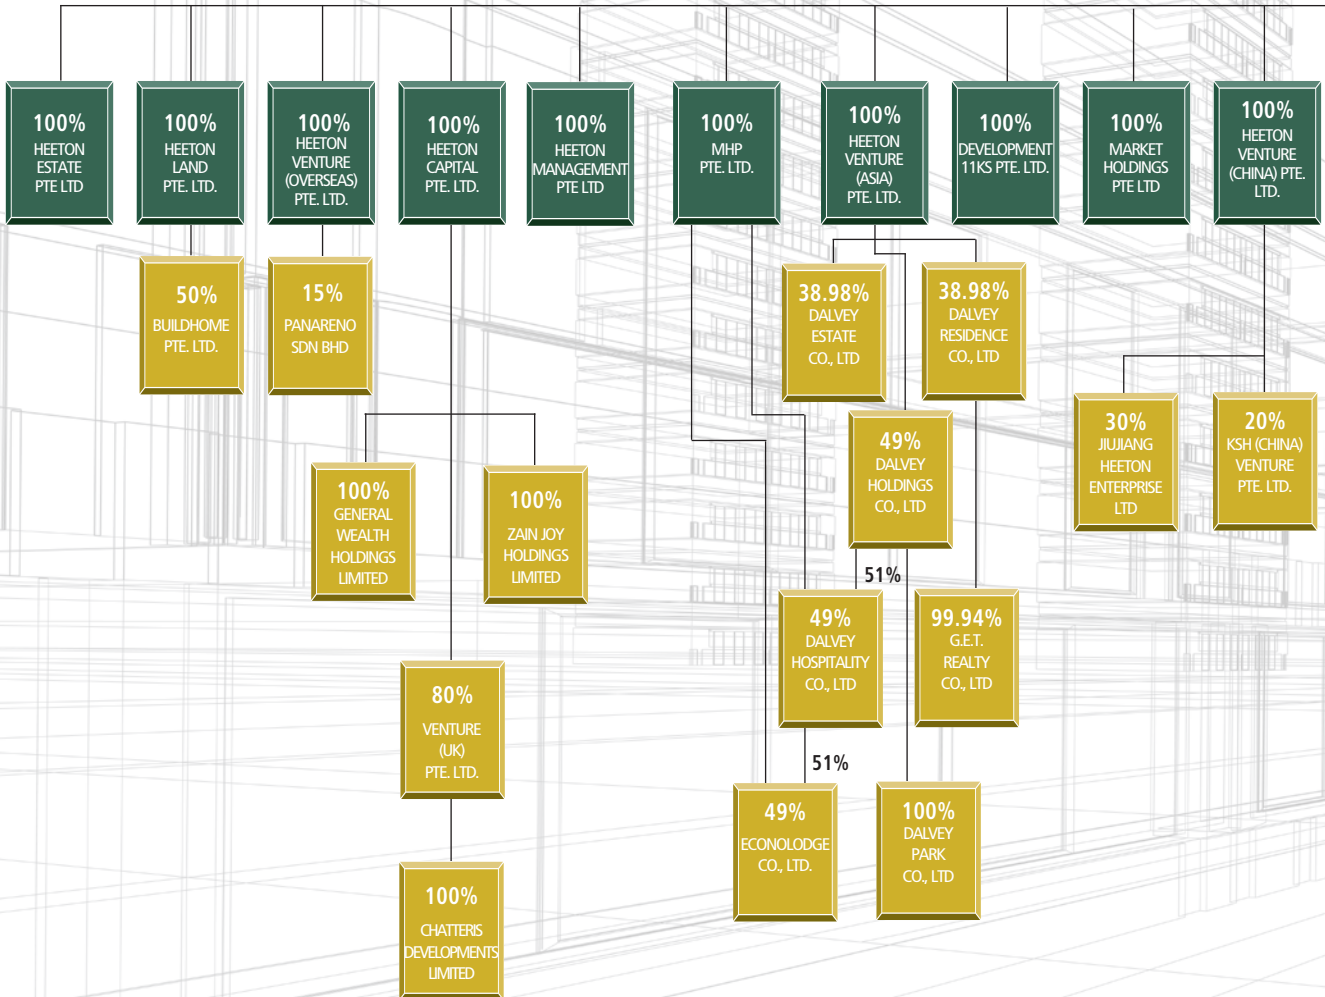 100%
HEETON
ESTATE
PTE LTD
100%
HEETON
LAND
PTE. LTD.
100%
HEETON
VENTURE
(OVERSEAS)
PTE. LTD.
100%
HEETON
CAPITAL
PTE. LTD.
100%
HEETON
MANAGEMENT
PTE LTD
100%
MHP
PTE. LTD.
100%
HEETON
VENTURE
(ASIA)
PTE. LTD.
100%
DEVELOPMENT
11KS PTE. LTD.
100%
MARKET
HOLDINGS
PTE LTD
100%
HEETON
VENTURE
(CHINA) PTE.
LTD.
50%
BUILDHOME
PTE. LTD.
15%
PANARENO
SDN BHD
38.98%
DALVEY
ESTATE
CO., LTD
38.98%
DALVEY
RESIDENCE
CO., LTD
30%
JIUJIANG
HEETON
ENTERPRISE
LTD
20%
KSH (CHINA)
VENTURE
PTE. LTD.
49%
DALVEY
HOLDINGS
CO., LTD
100%
GENERAL
WEALTH
HOLDINGS
LIMITED
100%
ZAIN JOY
HOLDINGS
LIMITED
51%
49%
DALVEY
HOSPITALITY
CO., LTD
99.94%
G.E.T.
REALTY
CO., LTD
80%
VENTURE
(UK)
PTE. LTD.
51%
49%
ECONOLODGE
CO., LTD.
100%
DALVEY
PARK
CO., LTD
100%
CHATTERIS
DEVELOPMENTS
LIMITED